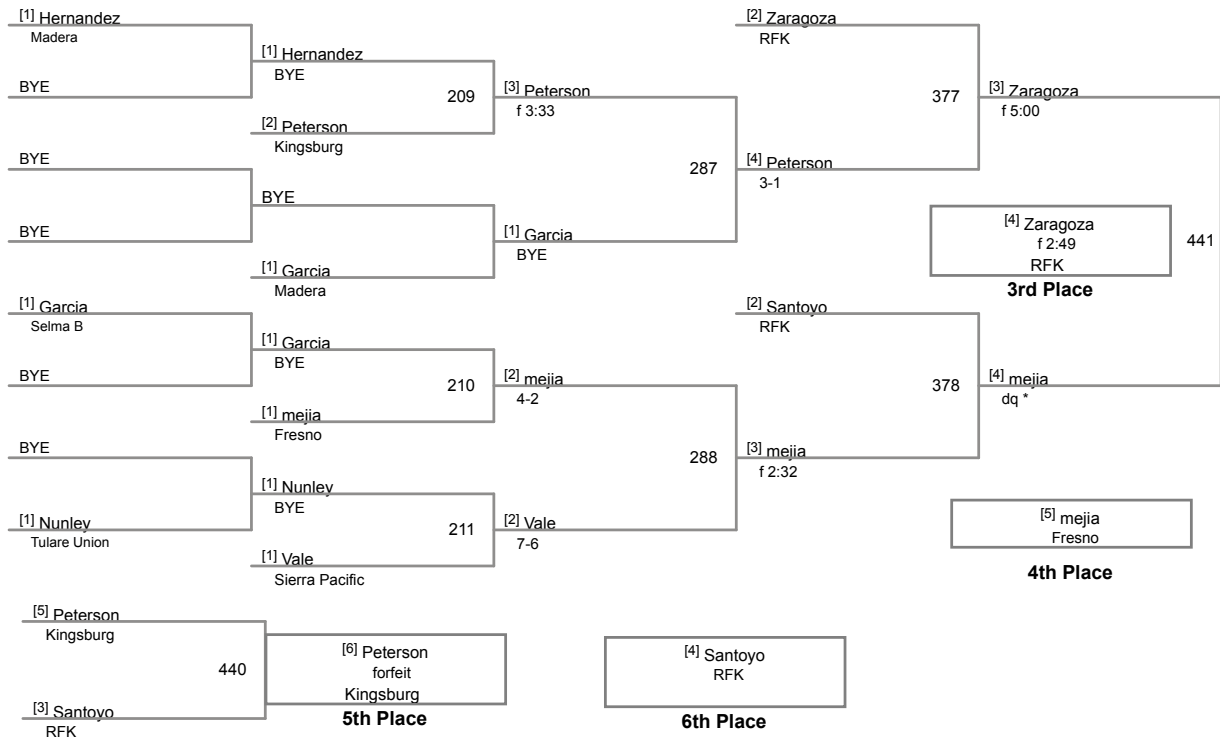 [1] Hernandez
Madera
BYE
BYE
BYE
[1] Garcia
Selma B
BYE
BYE
[1] Nunley
Tulare Union
[1] Hernandez
BYE
209
[2] Peterson
Kingsburg
BYE
[1] Garcia
Madera
[1] Garcia
BYE
210
[1] mejia
Fresno
[1] Nunley
BYE
211
[1] Vale
Sierra Pacific
[3] Peterson
f 3:33
287
[1] Garcia
BYE
[2] mejia
4-2
288
[2] Vale
7-6
[2] Zaragoza
RFK
377
[4] Peterson
3-1
[2] Santoyo
RFK
378
[3] mejia
f 2:32
[3] Zaragoza
f 5:00
[4] Zaragoza
f 2:49
RFK
441
3rd Place
[4] mejia
dq *
[5] mejia
Fresno
4th Place
[5] Peterson
Kingsburg
440
[3] Santoyo
RFK
[6] Peterson
forfeit
Kingsburg
5th Place
[4] Santoyo
RFK
6th Place